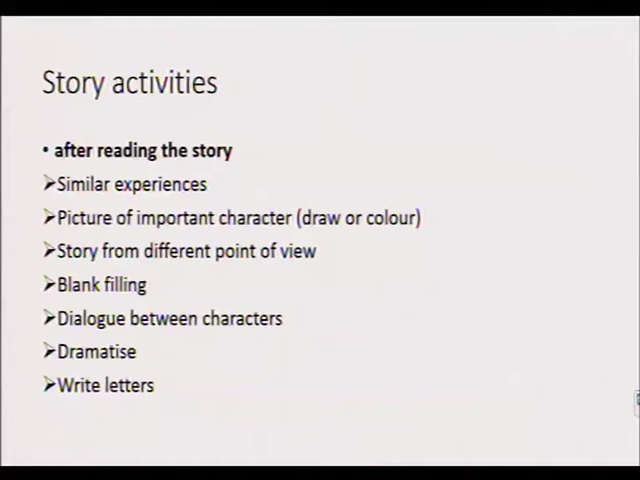 Story activities
• after reading the story
➢Similar experiences
➢Picture of important character (draw or colour)
➢Story from different point of view
➢Blank filling
➢Dialogue between characters
➢Dramatise
➢Write letters